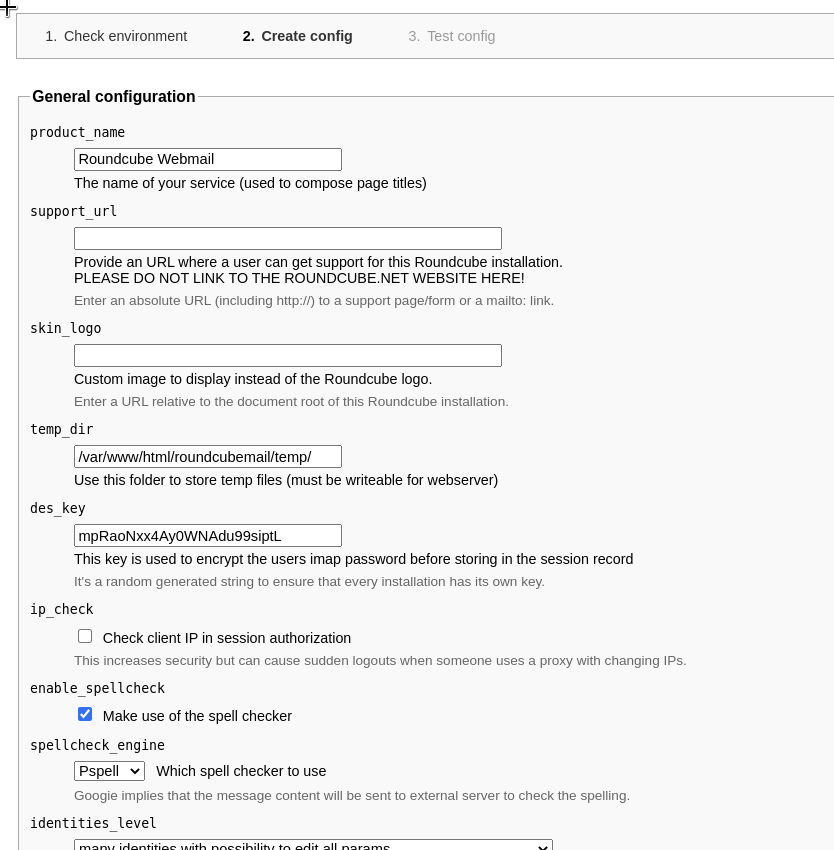 1. Check environment 2. Create config 3. Test config
General configuration
product_name
Roundcube Webmail
The name of your service (used to compose page titles)
support_url
Provide an URL where a user can get support for this Roundcube installation.
PLEASE DO NOT LINK TO THE ROUNDCUBE.NET WEBSITE HERE!
Enter an absolute URL (including http://) to a support page/form or a mailto: link.
skin_logo
Custom image to display instead of the Roundcube logo.
Enter a URL relative to the document root of this Roundcube installation.
temp_dir
/var/www/html/roundcubemail/temp/
Use this folder to store temp files (must be writeable for webserver)
des_key
mpRaoNxx4Ay0WNAdu99siptL
This key is used to encrypt the users imap password before storing in the session record
It's a random generated string to ensure that every installation has its own key.
ip_check
Check client IP in session authorization
This increases security but can cause sudden logouts when someone uses a proxy with changing IPs.
enable_spellcheck
Make use of the spell checker
spellcheck_engine
Pspell Which spell checker to use
Googie implies that the message content will be sent to external server to check the spelling.
identities_level
many identities with possibility to edit all params